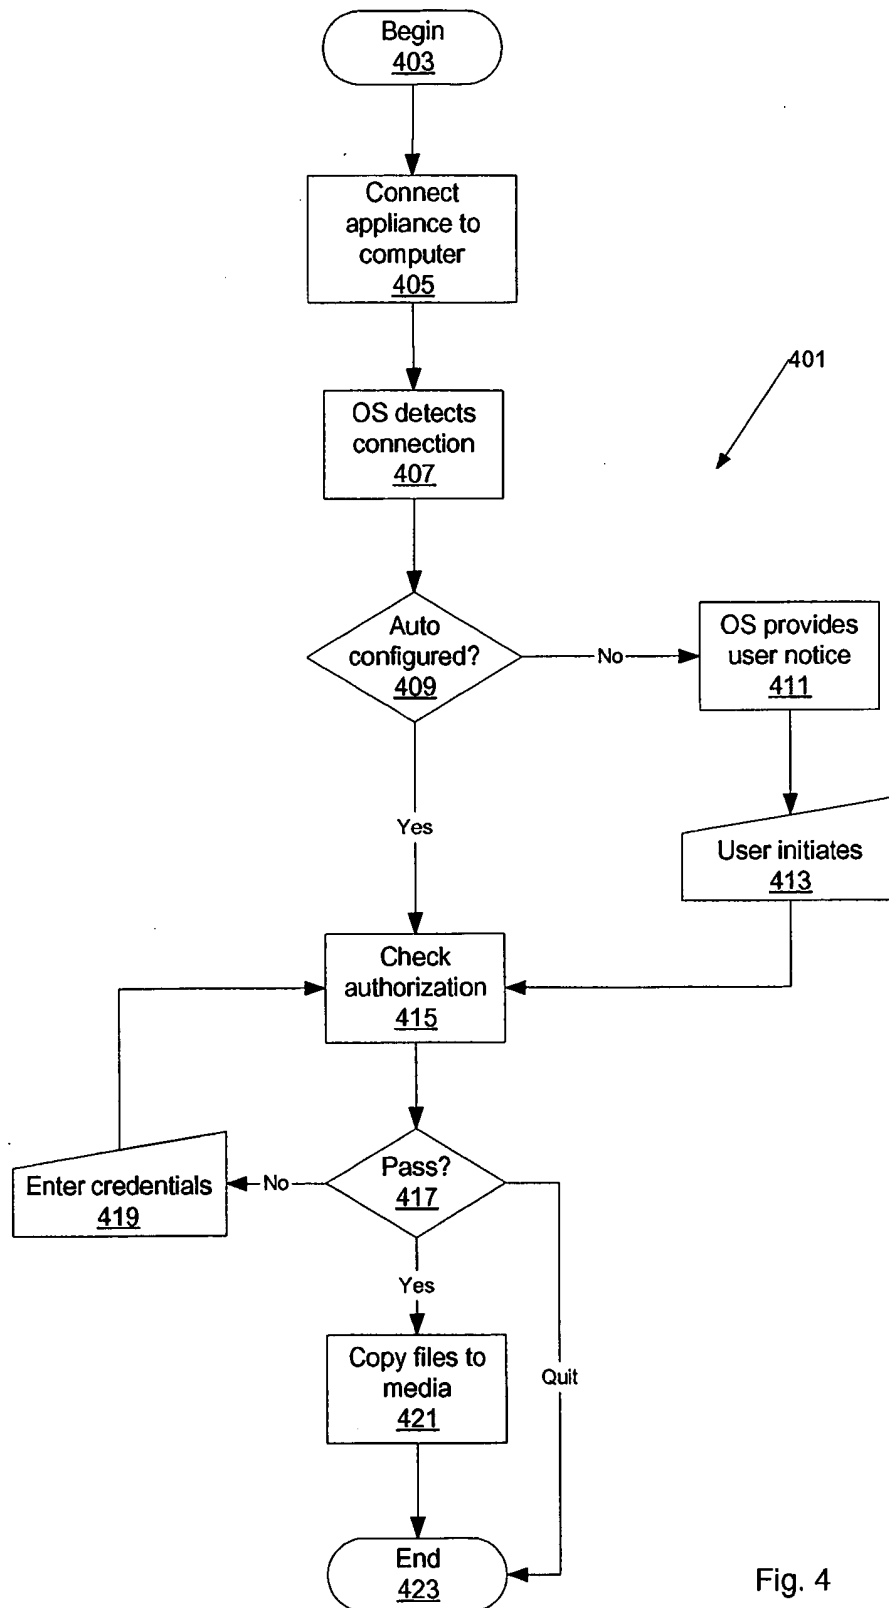 Begin
403
Connect
appliance to
computer
405
401
OS detects
connection
407
Auto
configured?
409
No
OS provides
user notice
411
Yes
User initiates
413
Check
authorization
415
Enter credentials
419
No
Pass?
417
Yes
Quit
Copy files to
media
421
End
423
Fig. 4